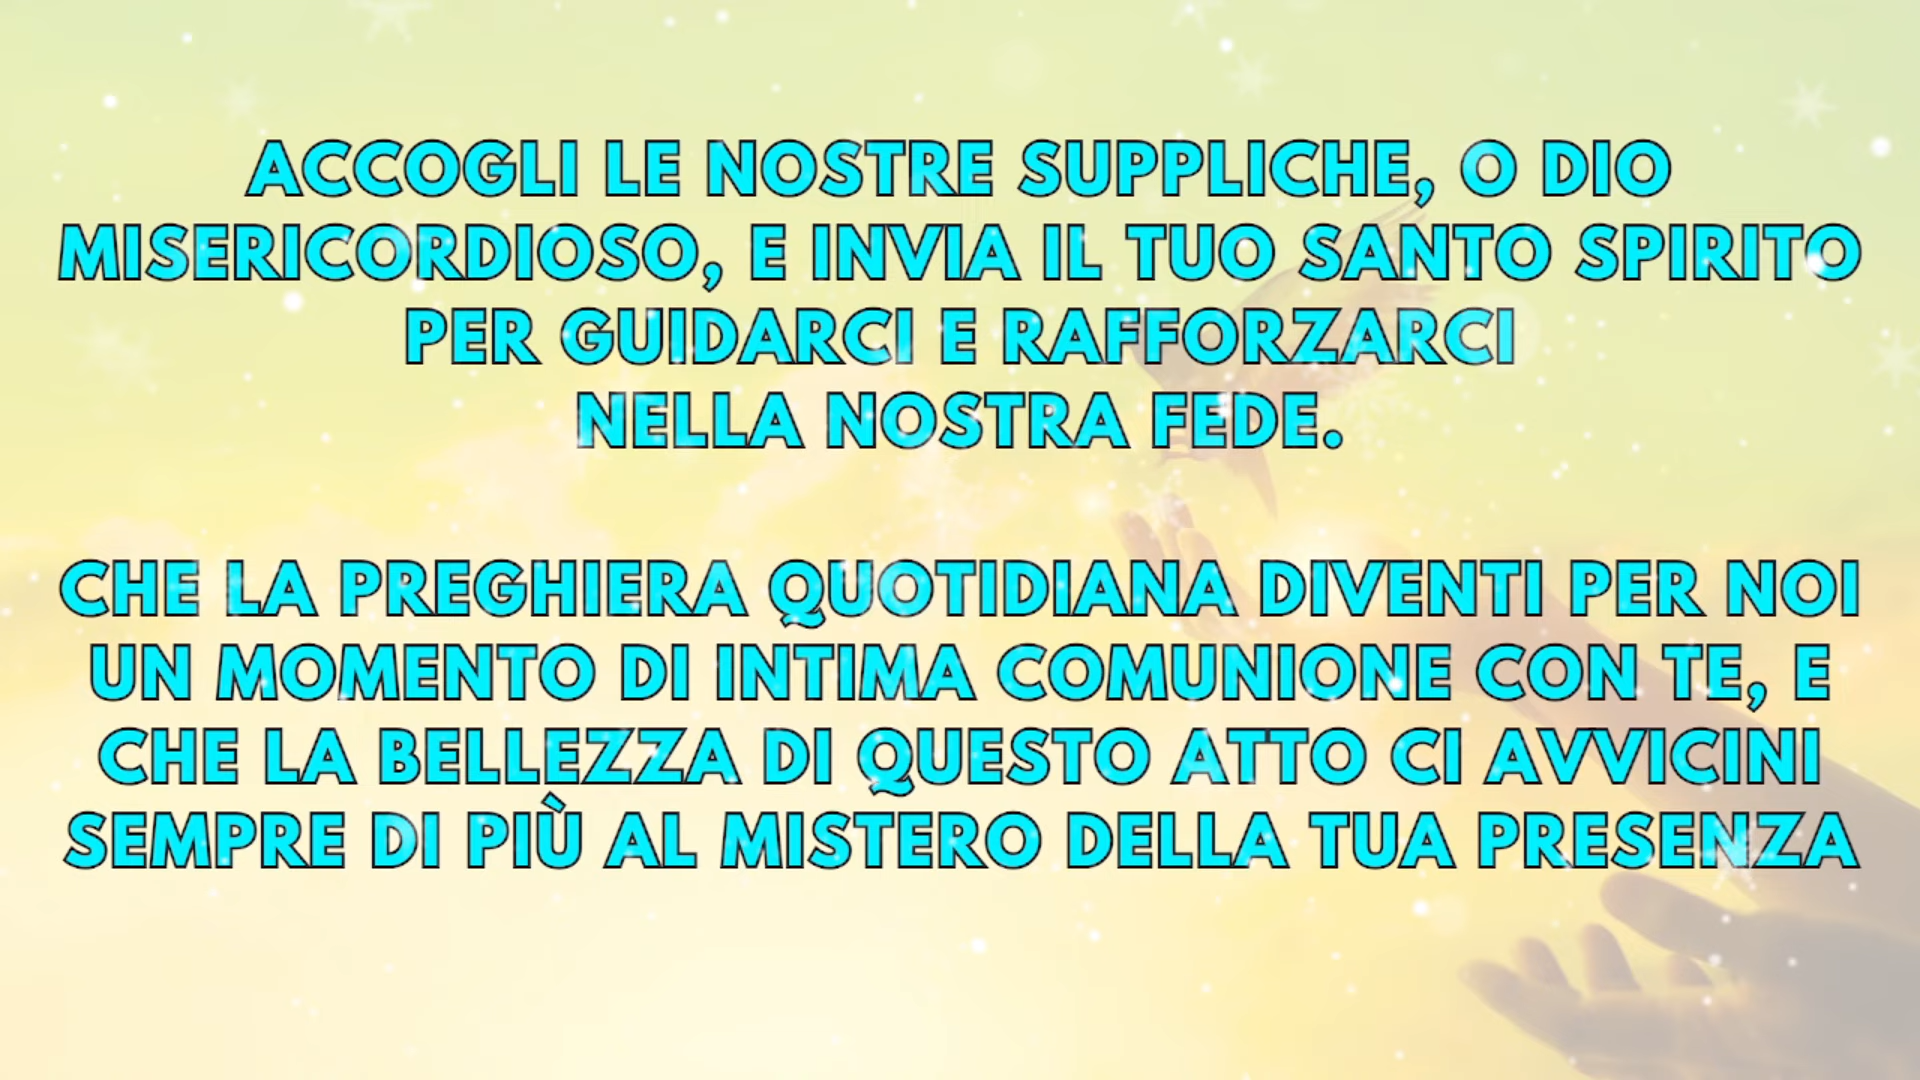 ACCOGLI LE NOSTRE SUPPLICHE, O DIO
MISERICORDIOSO, E INVIA IL TUO SANTO SPIRITO
PER GUIDARCI E RAFFORZARCI
NELLA NOSTRA FEDE.
CHE LA PREGHIERA QUOTIDIANA DIVENTI PER NOI
UN MOMENTO DI INTIMA COMUNIONE CON TE, E
CHE LA BELLEZZA DI QUESTO ATTO CI AVVICINI
SEMPRE DI PIÙ AL MISTERO DELLA TUA PRESENZA